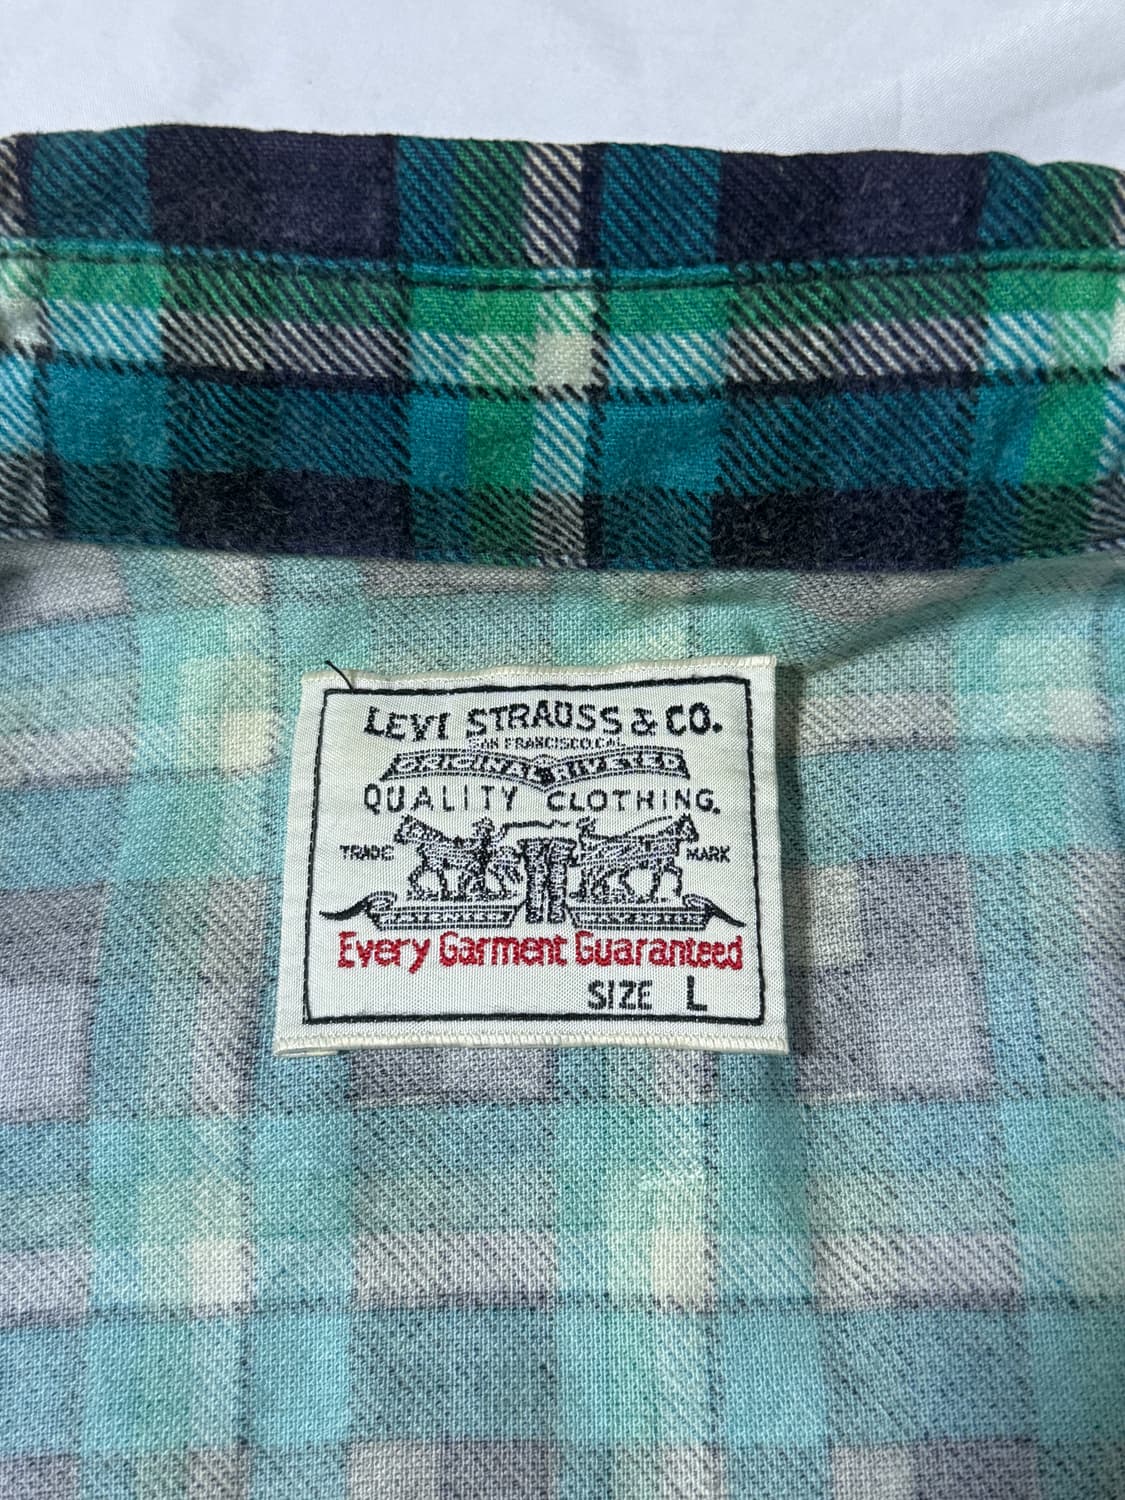 LEVI STRAUSS & CO.
SAN FRANCISCO.CAL
ORIGINAL RIVETED
QUALITY CLOTHING.
TRADE MARK
Every Garment Guaranteed
SIZE L